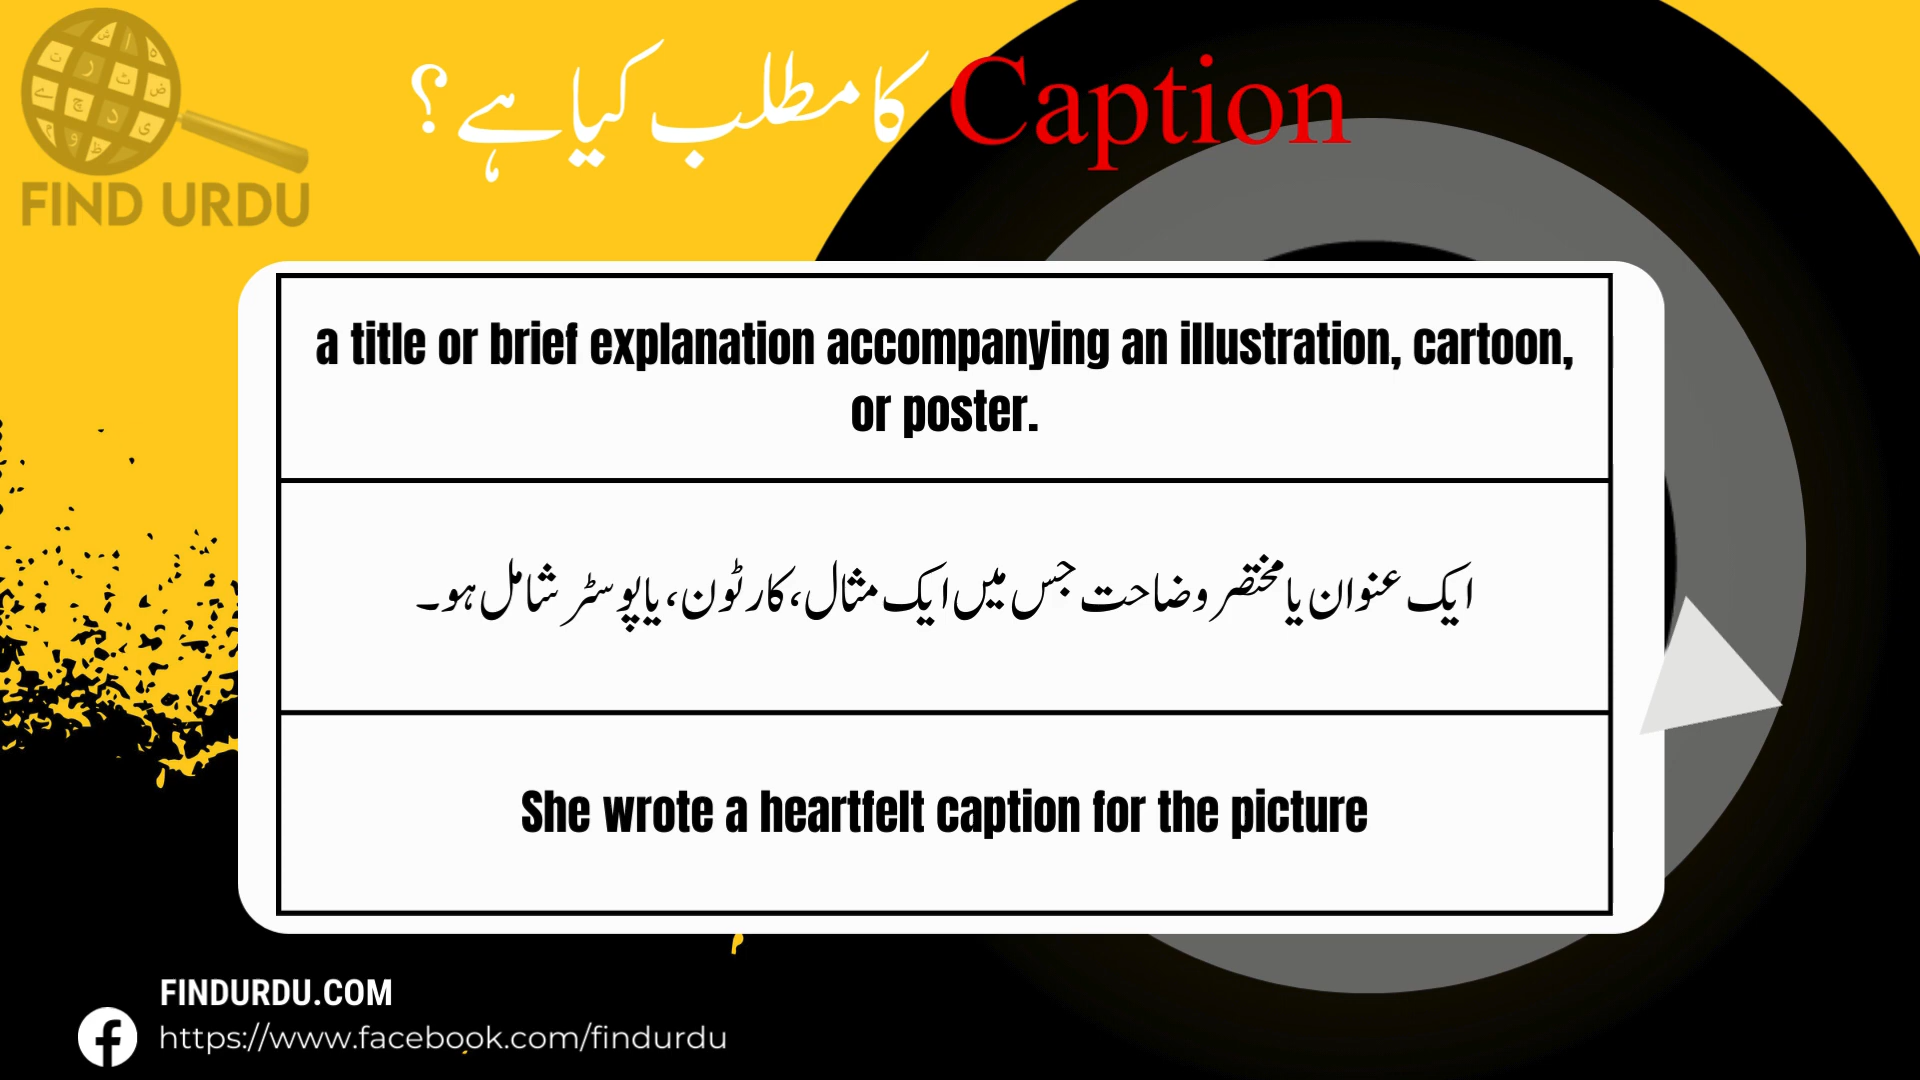 FIND URDU
Caption کا مطلب کیا ہے؟
a title or brief explanation accompanying an illustration, cartoon,
or poster.
ایک عنوان یا مختصر وضاحت جس میں ایک مثال، کارٹون، یا پوسٹر شامل ہو۔
She wrote a heartfelt caption for the picture
FINDURDU.COM
https://www.facebook.com/findurdu